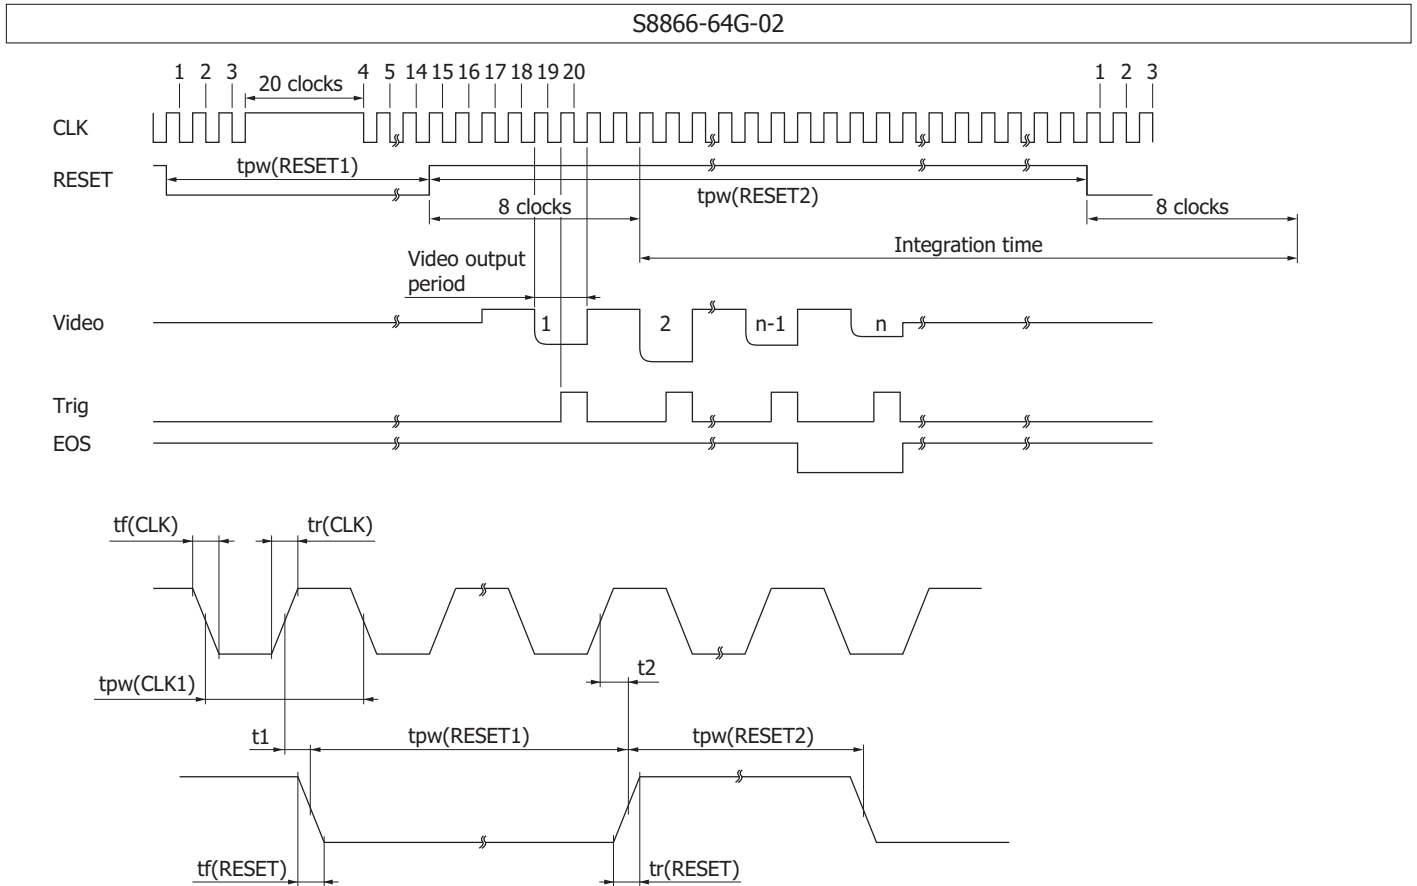 S8866-64G-02
1 2 3 20 clocks 4 5 14 15 16 17 18 19 20 1 2 3
CLK
RESET tpw(RESET1) tpw(RESET2)
8 clocks 8 clocks
Integration time
Video output
period
Video 1 2 n-1 n
Trig
EOS
tf(CLK) tr(CLK)
t2
tpw(CLK1)
t1 tpw(RESET1) tpw(RESET2)
tf(RESET) tr(RESET)